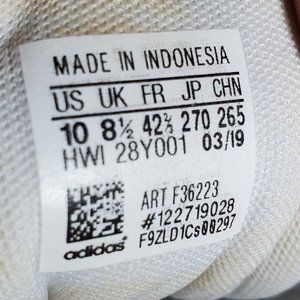 MADE IN INDONESIA
US UK FR JP CHN
10 8½ 42⅔ 270 265
HWI 28Y001 03/19
ART F36223
#122719028
F9ZLD1Cs00297
adidas